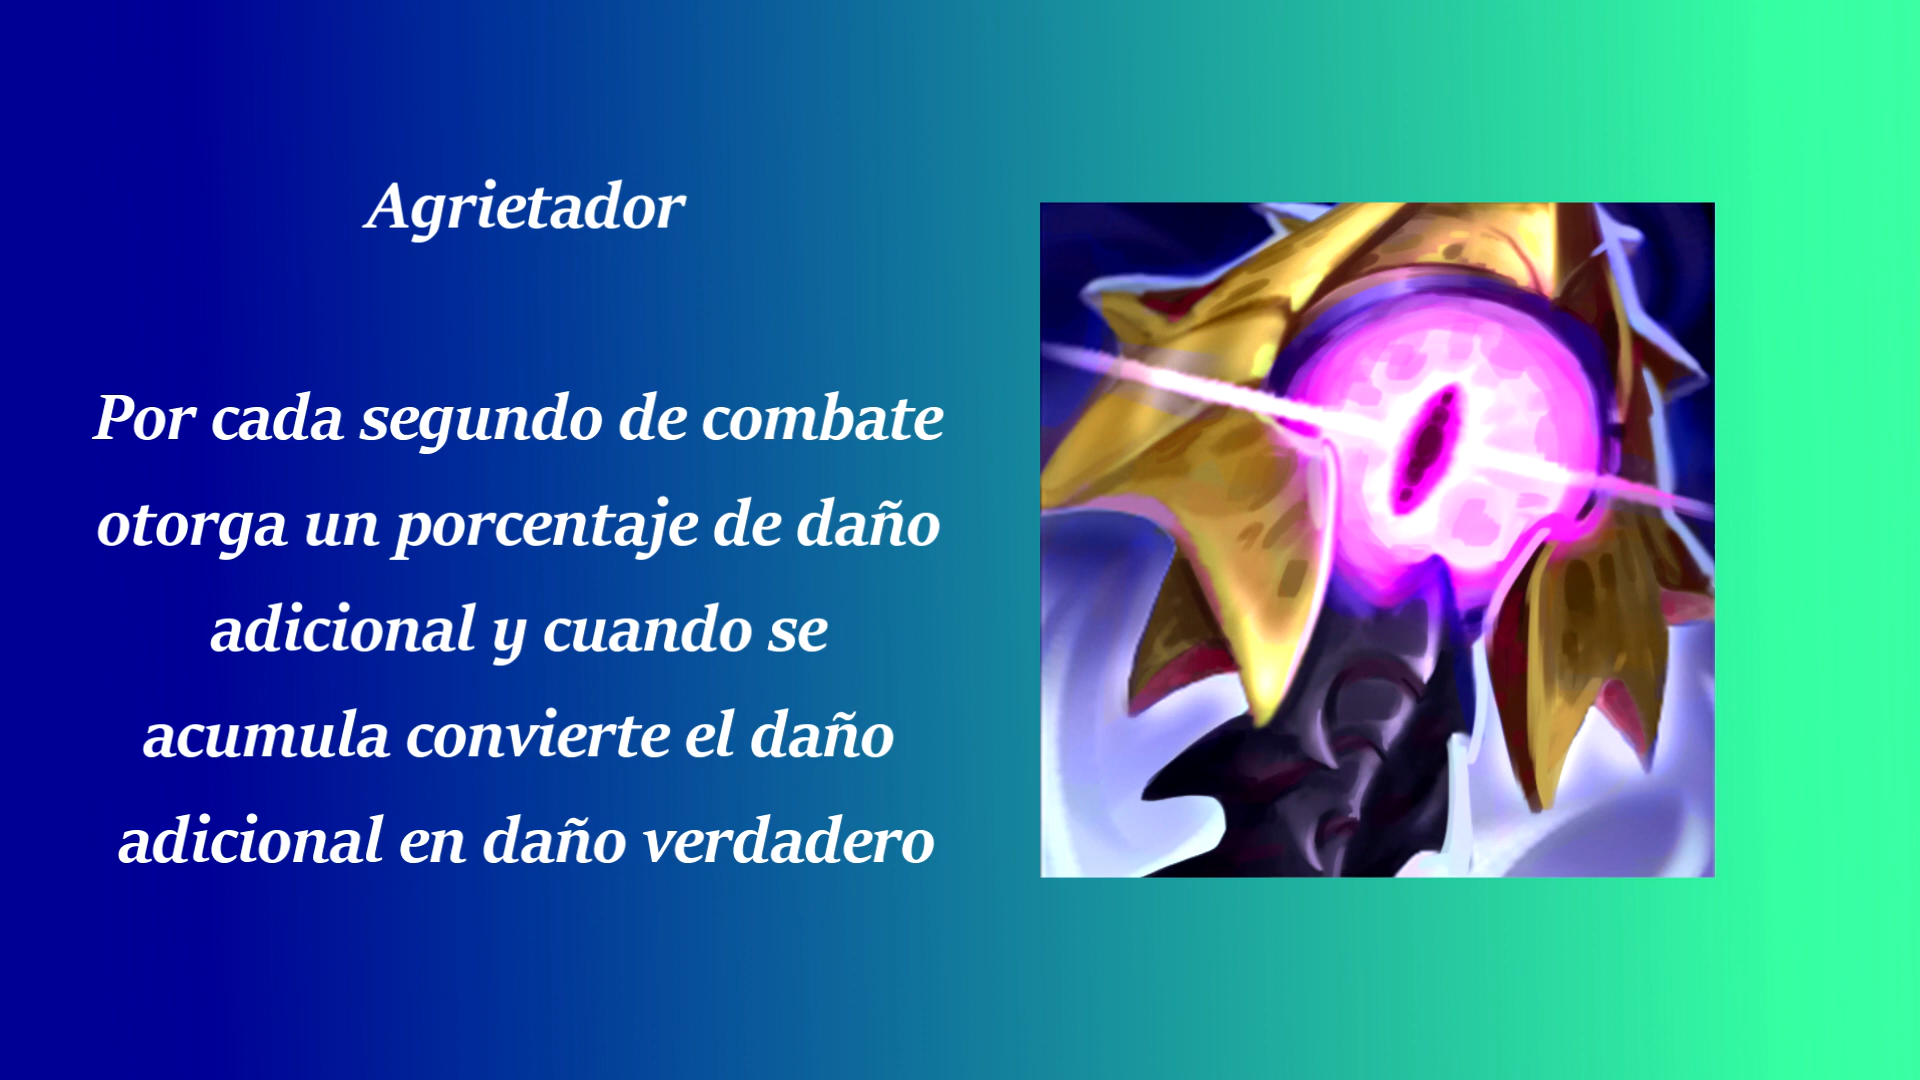 Agrietador
Por cada segundo de combate
otorga un porcentaje de daño
adicional y cuando se
acumula convierte el daño
adicional en daño verdadero